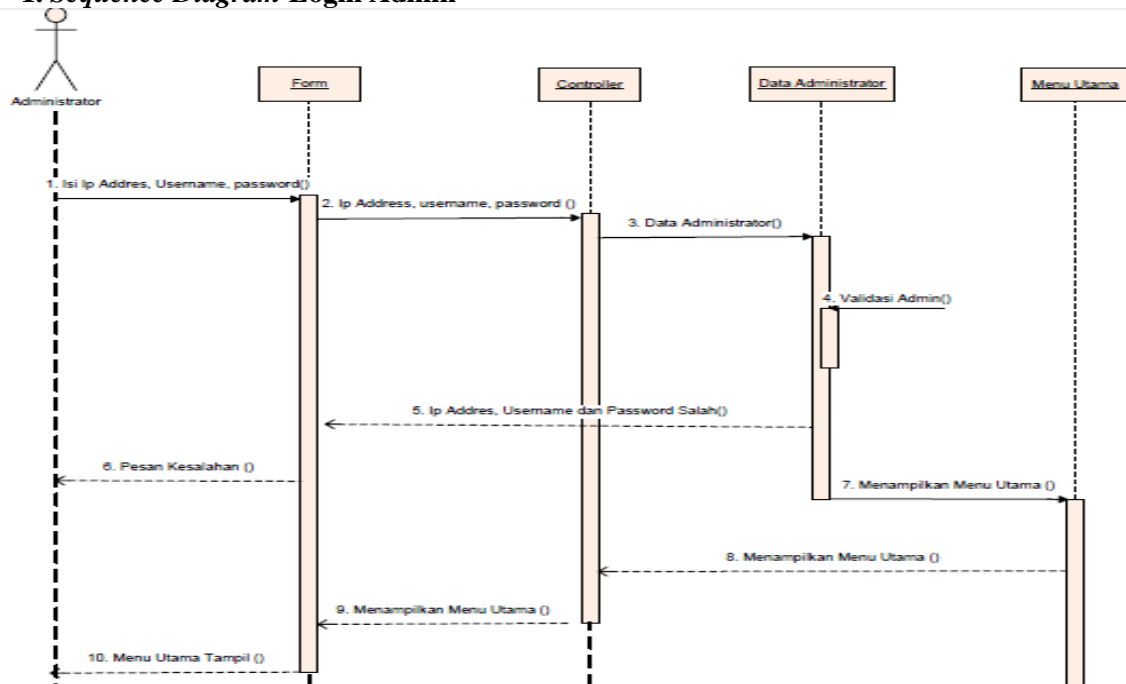 1. Sequence Diagram Login Admin
Administrator
Form
Controller
Data Administrator
Menu Utama
1. Isi Ip Addres, Username, password()
2. Ip Address, username, password ()
3. Data Administrator()
4. Validasi Admin()
5. Ip Addres, Username dan Password Salah()
6. Pesan Kesalahan ()
7. Menampilkan Menu Utama ()
8. Menampilkan Menu Utama ()
9. Menampilkan Menu Utama ()
10. Menu Utama Tampil ()